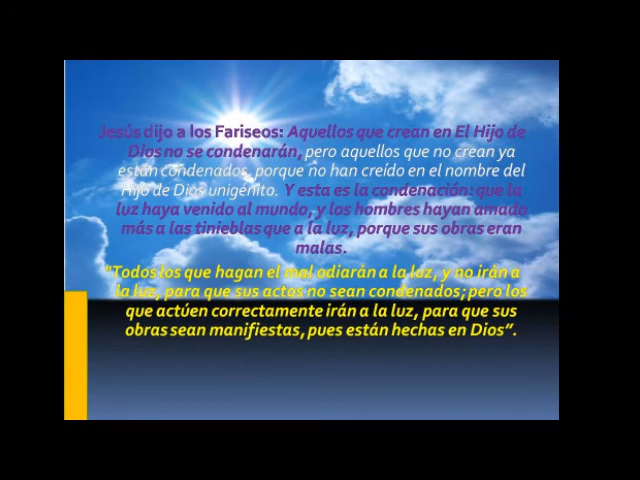 Jesús dijo a los Fariseos: Aquellos que crean en El Hijo de
Dios no se condenarán, pero aquellos que no crean ya
están condenados, porque no han creído en el nombre del
Hijo de Dios unigénito. Y esta es la condenación: que la
luz haya venido al mundo, y los hombres hayan amado
más a las tinieblas que a la luz, porque sus obras eran
malas.
"Todos los que hagan el mal odiarán a la luz, y no irán a
la luz, para que sus actos no sean condenados; pero los
que actúen correctamente irán a la luz, para que sus
obras sean manifiestas, pues están hechas en Dios".